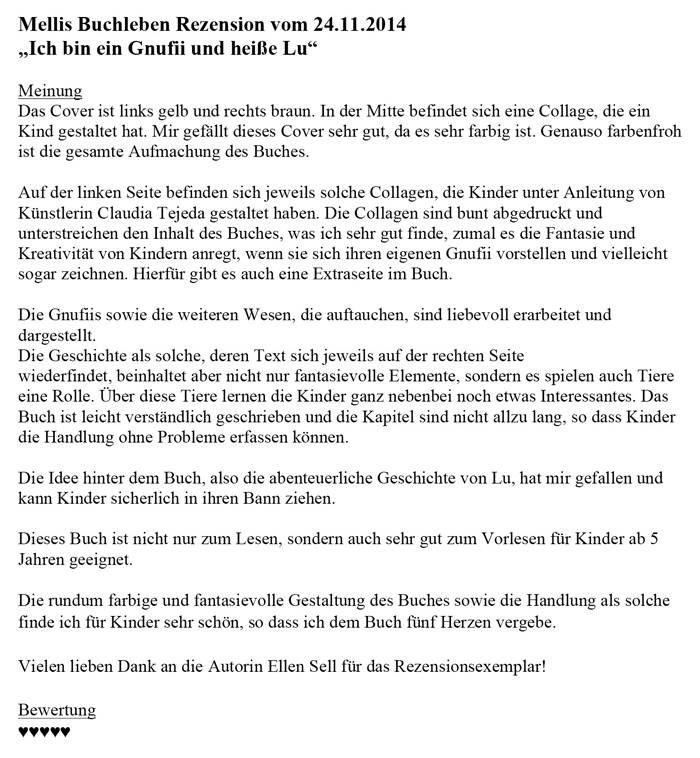 Mellis Buchleben Rezension vom 24.11.2014
„Ich bin ein Gnufii und heiße Lu“
Meinung
Das Cover ist links gelb und rechts braun. In der Mitte befindet sich eine Collage, die ein
Kind gestaltet hat. Mir gefällt dieses Cover sehr gut, da es sehr farbig ist. Genauso farbenfroh
ist die gesamte Aufmachung des Buches.
Auf der linken Seite befinden sich jeweils solche Collagen, die Kinder unter Anleitung von
Künstlerin Claudia Tejeda gestaltet haben. Die Collagen sind bunt abgedruckt und
unterstreichen den Inhalt des Buches, was ich sehr gut finde, zumal es die Fantasie und
Kreativität von Kindern anregt, wenn sie sich ihren eigenen Gnufii vorstellen und vielleicht
sogar zeichnen. Hierfür gibt es auch eine Extraseite im Buch.
Die Gnufiis sowie die weiteren Wesen, die auftauchen, sind liebevoll erarbeitet und
dargestellt.
Die Geschichte als solche, deren Text sich jeweils auf der rechten Seite
wiederfindet, beinhaltet aber nicht nur fantasievolle Elemente, sondern es spielen auch Tiere
eine Rolle. Über diese Tiere lernen die Kinder ganz nebenbei noch etwas Interessantes. Das
Buch ist leicht verständlich geschrieben und die Kapitel sind nicht allzu lang, so dass Kinder
die Handlung ohne Probleme erfassen können.
Die Idee hinter dem Buch, also die abenteuerliche Geschichte von Lu, hat mir gefallen und
kann Kinder sicherlich in ihren Bann ziehen.
Dieses Buch ist nicht nur zum Lesen, sondern auch sehr gut zum Vorlesen für Kinder ab 5
Jahren geeignet.
Die rundum farbige und fantasievolle Gestaltung des Buches sowie die Handlung als solche
finde ich für Kinder sehr schön, so dass ich dem Buch fünf Herzen vergebe.
Vielen lieben Dank an die Autorin Ellen Sell für das Rezensionsexemplar!
Bewertung
♥♥♥♥♥